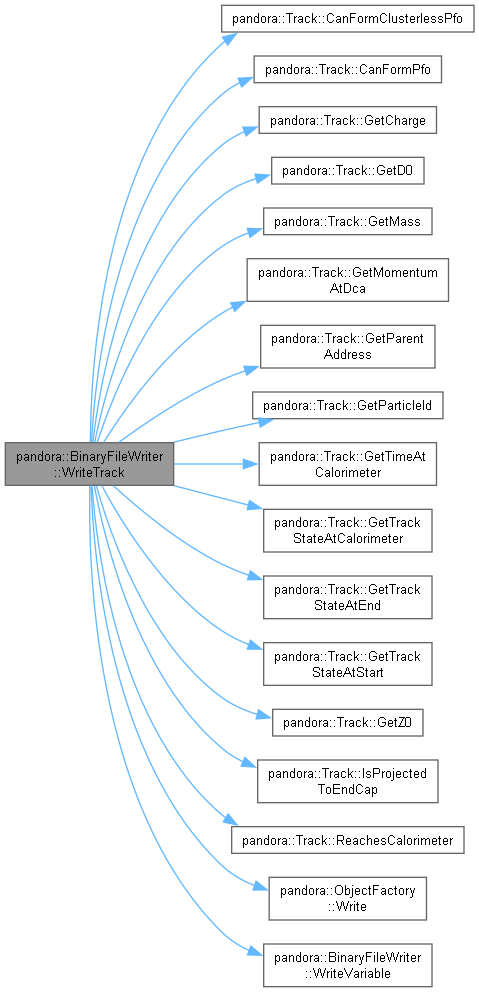 pandora::Track::CanFormClusterlessPfo
pandora::Track::CanFormPfo
pandora::Track::GetCharge
pandora::Track::GetD0
pandora::Track::GetMass
pandora::Track::GetMomentum
AtDca
pandora::Track::GetParent
Address
pandora::Track::GetParticleId
pandora::BinaryFileWriter
::WriteTrack
pandora::Track::GetTimeAt
Calorimeter
pandora::Track::GetTrack
StateAtCalorimeter
pandora::Track::GetTrack
StateAtEnd
pandora::Track::GetTrack
StateAtStart
pandora::Track::GetZ0
pandora::Track::IsProjected
ToEndCap
pandora::Track::ReachesCalorimeter
pandora::ObjectFactory
::Write
pandora::BinaryFileWriter
::WriteVariable